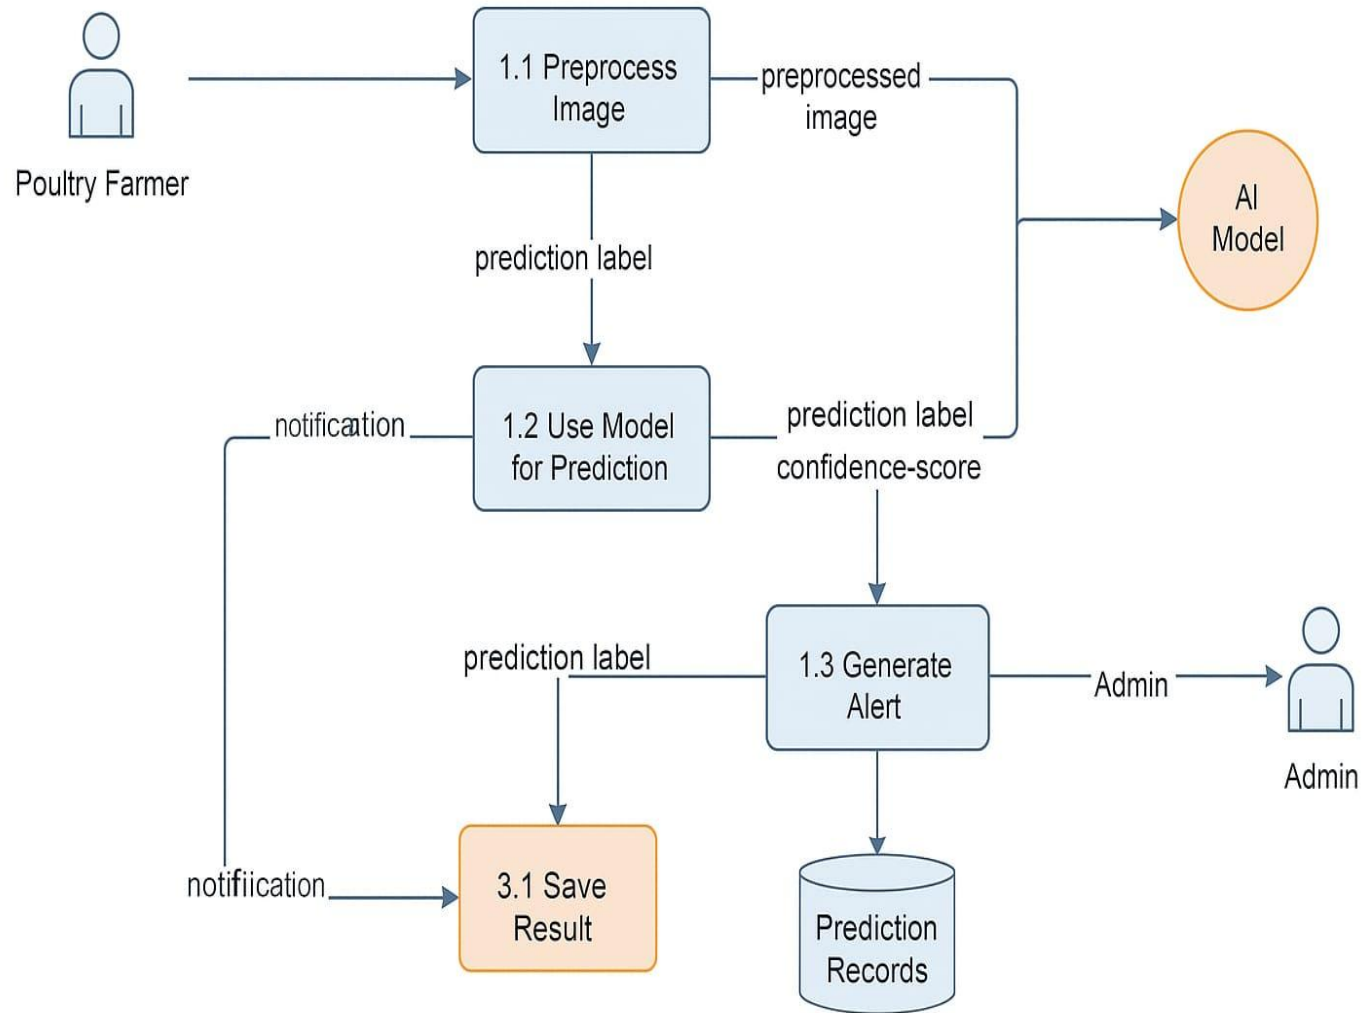 Poultry Farmer
1.1 Preprocess
Image
preprocessed
image
AI
Model
prediction label
notification
1.2 Use Model
for Prediction
prediction label
confidence-score
prediction label
1.3 Generate
Alert
Admin
Admin
notifiication
3.1 Save
Result
Prediction
Records